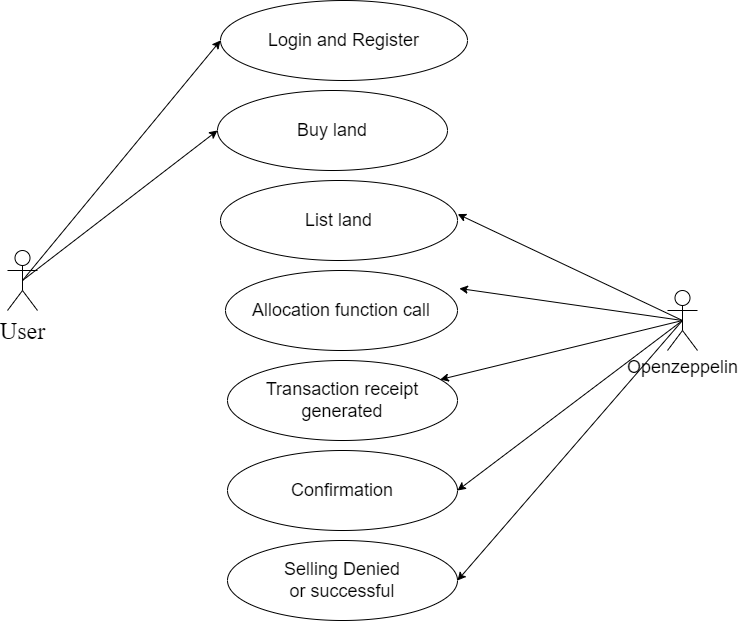 Login and Register
Buy land
List land
Allocation function call
User
Openzeppelin
Transaction receipt
generated
Confirmation
Selling Denied
or successful